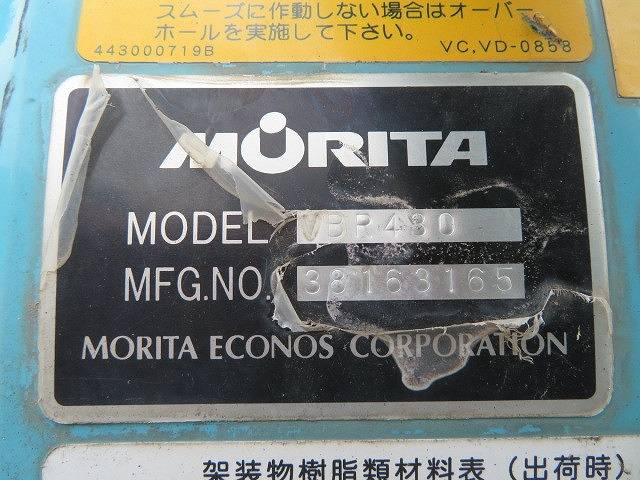 スムーズに作動しない場合はオーバー
ホールを実施して下さい。
443000719B
VC,VD-0858
MORITA
MODEL VBR430
MFG.NO. 38163165
MORITA ECONOS CORPORATION
架装物樹脂類材料表（出荷時）